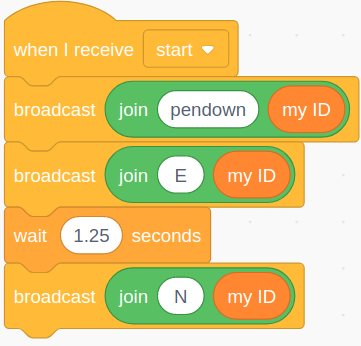 when I receive start
broadcast join pendown my ID
broadcast join E my ID
wait 1.25 seconds
broadcast join N my ID